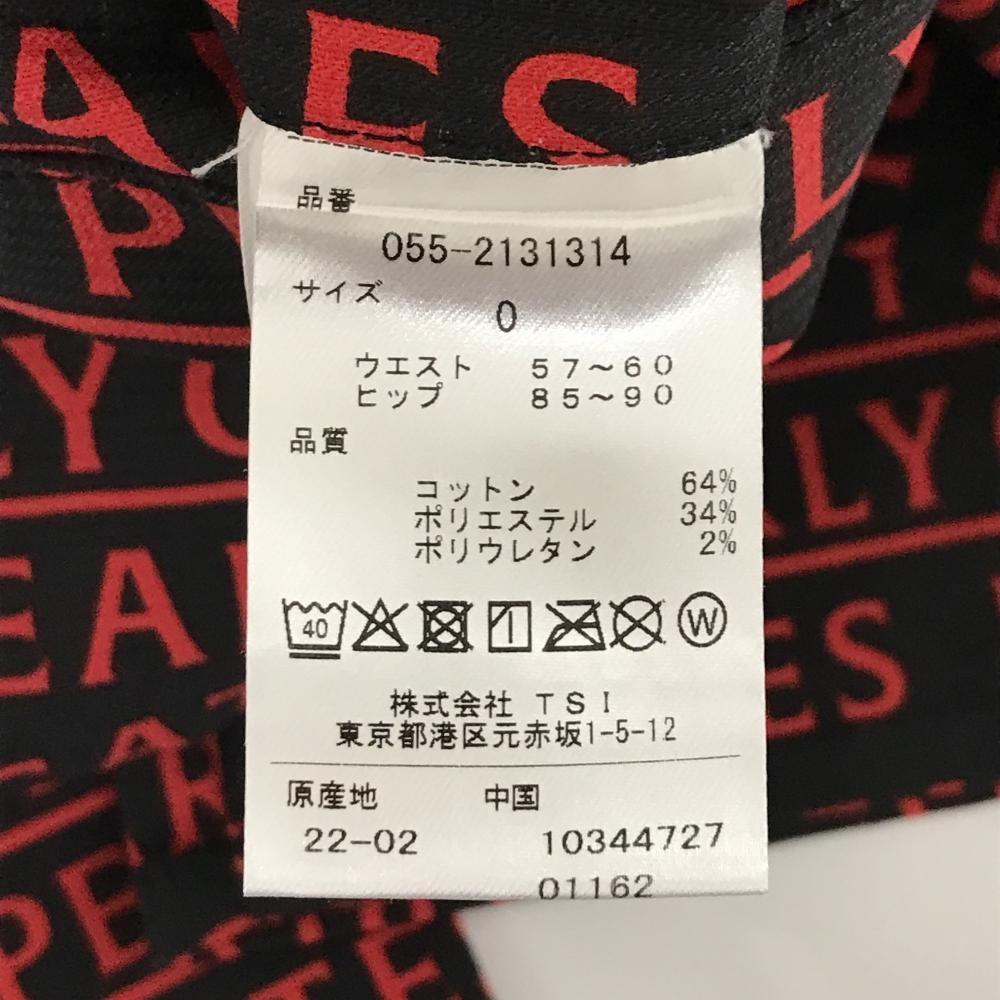 品番
055-2131314
サイズ
0
ウエスト 57～60
ヒップ 85～90
品質
コットン 64%
ポリエステル 34%
ポリウレタン 2%
40 W
株式会社 TSI
東京都港区元赤坂1-5-12
原産地 中国
22-02 10344727
01162